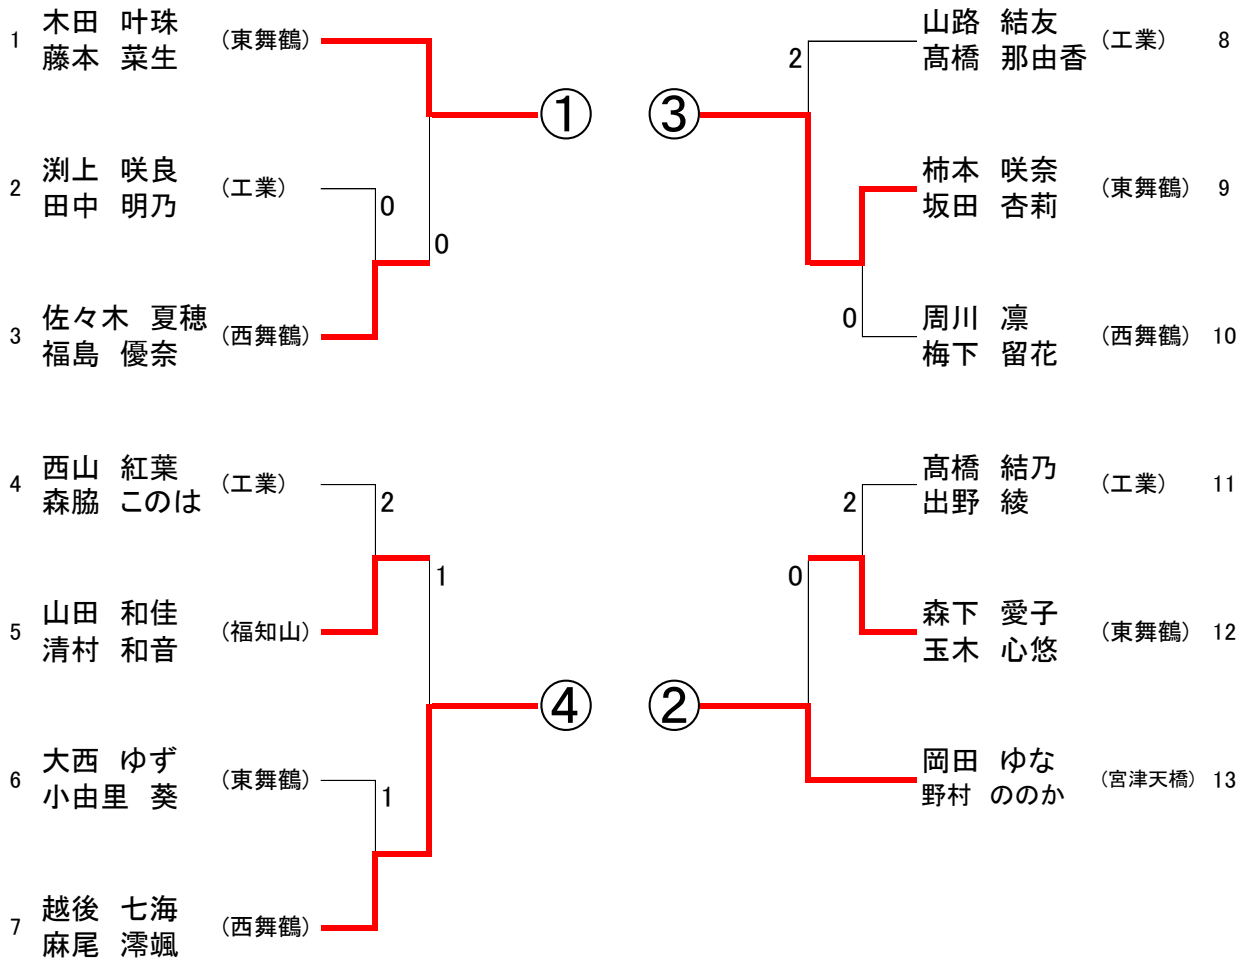 1 木田 叶珠 (東舞鶴)
藤本 菜生
①
2 渕上 咲良 (工業)
田中 明乃
0
0
3 佐々木 夏穂 (西舞鶴)
福島 優奈
4 西山 紅葉 (工業)
森脇 このは
2
1
5 山田 和佳 (福知山)
清村 和音
④
6 大西 ゆず (東舞鶴)
小由里 葵
1
7 越後 七海 (西舞鶴)
麻尾 澪颯
山路 結友 (工業) 8
髙橋 那由香
2
③
柿本 咲奈 (東舞鶴) 9
坂田 杏莉
0
周川 凛 (西舞鶴) 10
梅下 留花
髙橋 結乃 (工業) 11
出野 綾
2
0
森下 愛子 (東舞鶴) 12
玉木 心悠
②
岡田 ゆな (宮津天橋) 13
野村 ののか